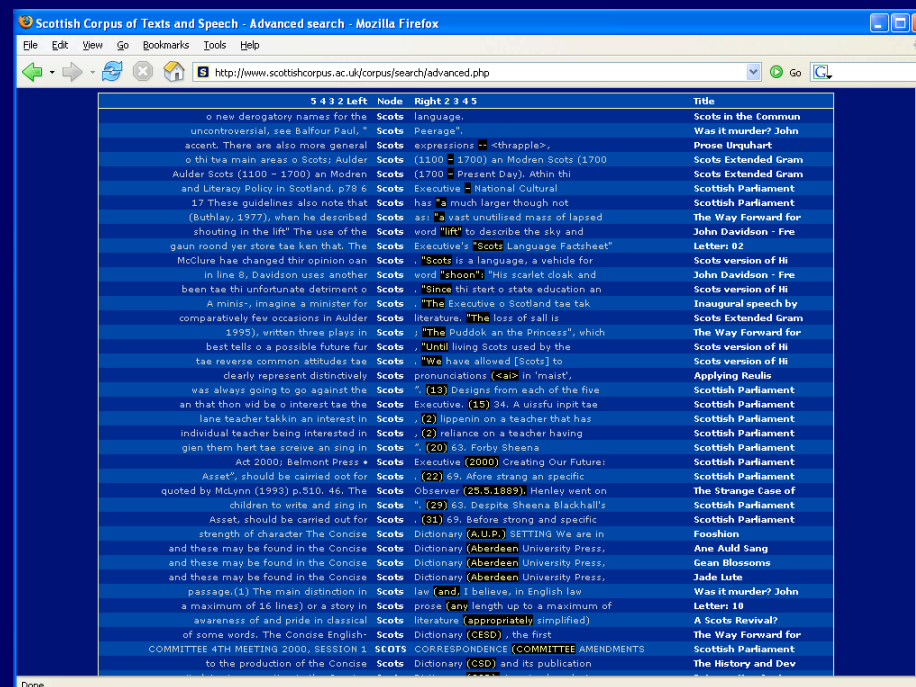 Scottish Corpus of Texts and Speech - Advanced search - Mozilla Firefox
File Edit View Go Bookmarks Tools Help
http://www.scottishcorpus.ac.uk/corpus/search/advanced.php Go
5 4 3 2 Left Node Right 2 3 4 5 Title
o new derogatory names for the Scots language. Scots in the Commun
uncontroversial, see Balfour Paul, " Scots Peerage". Was it murder? John
accent. There are also more general Scots expressions -- <thrapple>, Prose Urquhart
o thi twa main areas o Scots; Aulder Scots (1100 – 1700) an Modren Scots (1700 Scots Extended Gram
Aulder Scots (1100 – 1700) an Modren Scots (1700 – Present Day). Athin thi Scots Extended Gram
and Literacy Policy in Scotland. p78 6 Scots Executive – National Cultural Scottish Parliament
17 These guidelines also note that Scots has "a much larger though not Scottish Parliament
(Buthlay, 1977), when he described Scots as: "a vast unutilised mass of lapsed The Way Forward for
shouting in the lift" The use of the Scots word "lift" to describe the sky and John Davidson - Fre
gaun roond yer store tae ken that. The Scots Executive's "Scots Language Factsheet" Letter: 02
McClure hae changed thir opinion oan Scots . "Scots is a language, a vehicle for Scots version of Hi
in line 8, Davidson uses another Scots word "shoon": "His scarlet cloak and John Davidson - Fre
been tae thi unfortunate detriment o Scots . "Since thi stert o state education an Scots version of Hi
A minis-, imagine a minister for Scots . "The Executive o Scotland tae tak Inaugural speech by
comparatively few occasions in Aulder Scots literature. "The loss of sall is Scots Extended Gram
1995), written three plays in Scots ; "The Puddok an the Princess", which The Way Forward for
best tells o a possible future fur Scots , "Until living Scots used by the Scots version of Hi
tae reverse common attitudes tae Scots . "We have allowed [Scots] to Scots version of Hi
clearly represent distinctively Scots pronunciations (<ai> in 'maist', Applying Reulis
was always going to go against the Scots ". (13) Designs from each of the five Scottish Parliament
an that thon wid be o interest tae the Scots Executive. (15) 34. A uissfu inpit tae Scottish Parliament
lane teacher takkin an interest in Scots , (2) lippenin on a teacher that has Scottish Parliament
individual teacher being interested in Scots , (2) reliance on a teacher having Scottish Parliament
gien them hert tae screive an sing in Scots ". (20) 63. Forby Sheena Scottish Parliament
Act 2000; Belmont Press • Scots Executive (2000) Creating Our Future: Scottish Parliament
Asset", should be cairried oot for Scots . (22) 69. Afore strang an specific Scottish Parliament
quoted by McLynn (1993) p.510. 46. The Scots Observer (25.5.1889). Henley went on The Strange Case of
children to write and sing in Scots ". (29) 63. Despite Sheena Blackhall's Scottish Parliament
Asset, should be carried out for Scots . (31) 69. Before strong and specific Scottish Parliament
strength of character The Concise Scots Dictionary (A.U.P.) SETTING We are in Fooshion
and these may be found in the Concise Scots Dictionary (Aberdeen University Press, Ane Auld Sang
and these may be found in the Concise Scots Dictionary (Aberdeen University Press, Gean Blossoms
and these may be found in the Concise Scots Dictionary (Aberdeen University Press, Jade Lute
passage.(1) The main distinction in Scots law (and, I believe, in English law Was it murder? John
a maximum of 16 lines) or a story in Scots prose (any length up to a maximum of Letter: 10
awareness of and pride in classical Scots literature (appropriately simplified) A Scots Revival?
of some words. The Concise English- Scots Dictionary (CESD) , the first The Way Forward for
COMMITTEE 4TH MEETING 2000, SESSION 1 SCOTS CORRESPONDENCE (COMMITTEE AMENDMENTS Scottish Parliament
to the production of the Concise Scots Dictionary (CSD) and its publication The History and Dev
Done